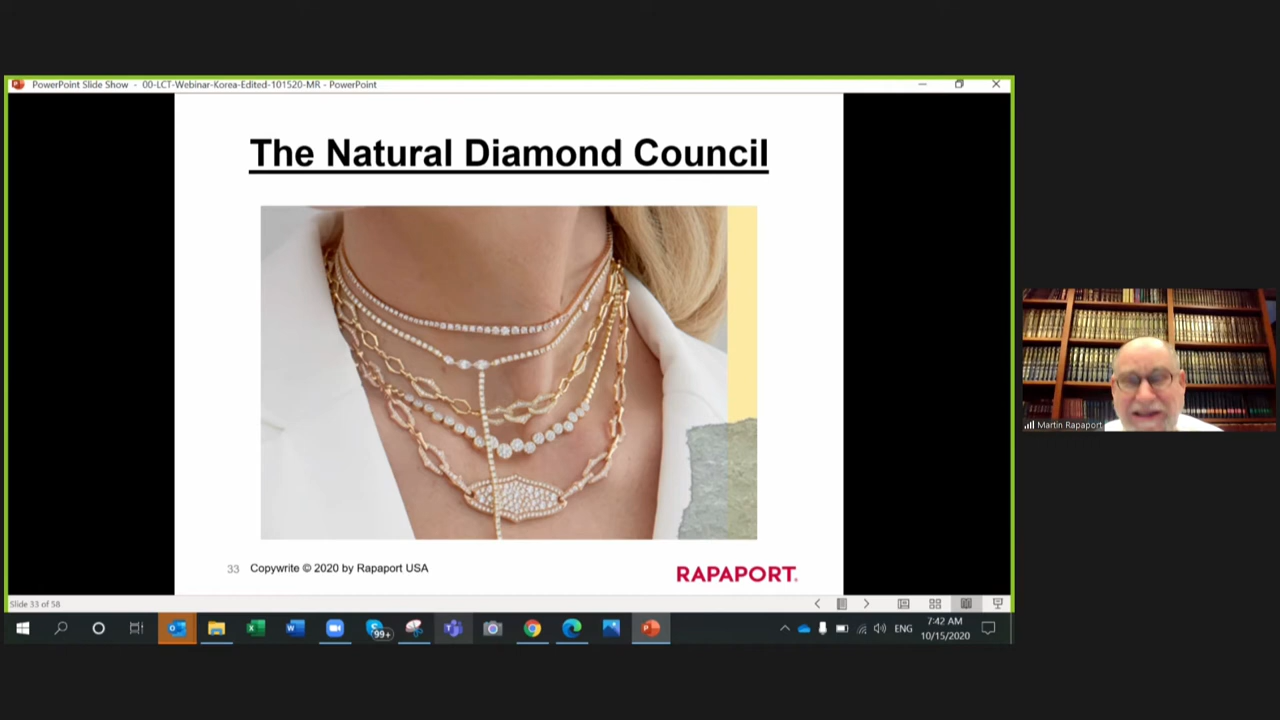 PowerPoint Slide Show - 00-LCT-Webinar-Korea-Edited-101520-MR - PowerPoint
The Natural Diamond Council
33 Copywrite © 2020 by Rapaport USA
RAPAPORT
Martin Rapaport
Slide 33 of 58
99+
ENG
7:42 AM
10/15/2020